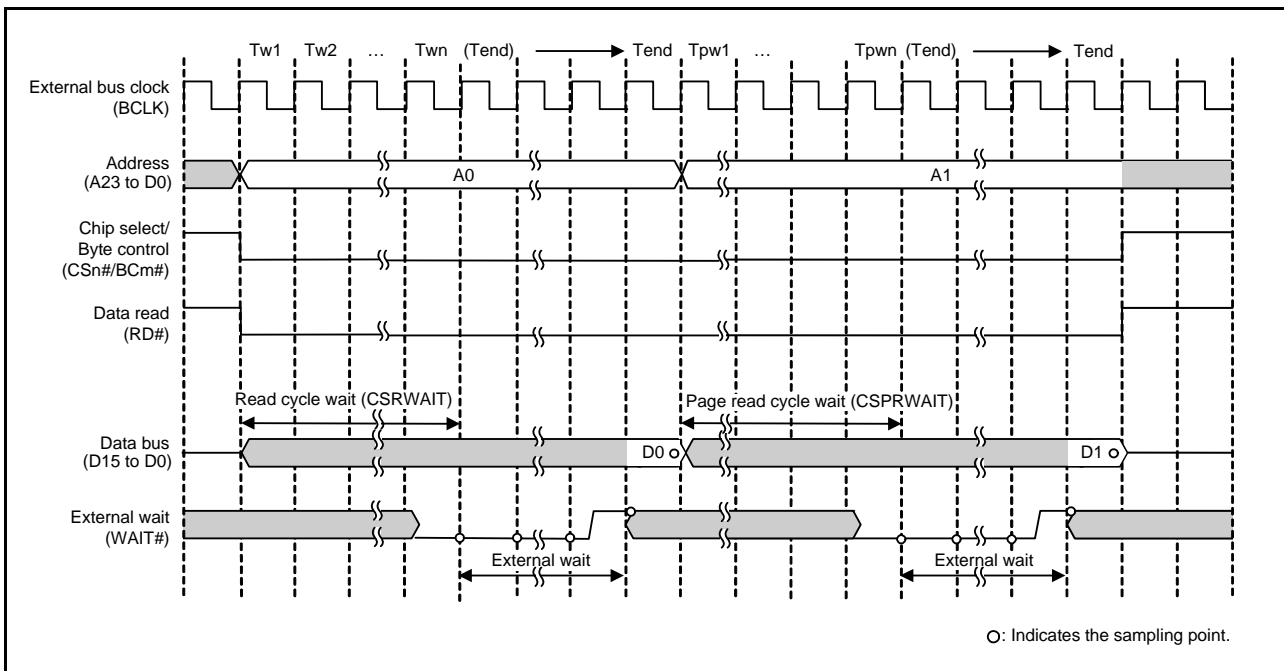 Tw1 Tw2 ... Twn (Tend) Tend Tpw1 ... Tpwn (Tend) Tend
External bus clock
(BCLK)
Address
(A23 to D0)
A0 A1
Chip select/
Byte control
(CSn#/BCm#)
Data read
(RD#)
Read cycle wait (CSRWAIT) Page read cycle wait (CSPRWAIT)
Data bus
(D15 to D0)
D0 D1
External wait
(WAIT#)
External wait External wait
O: Indicates the sampling point.